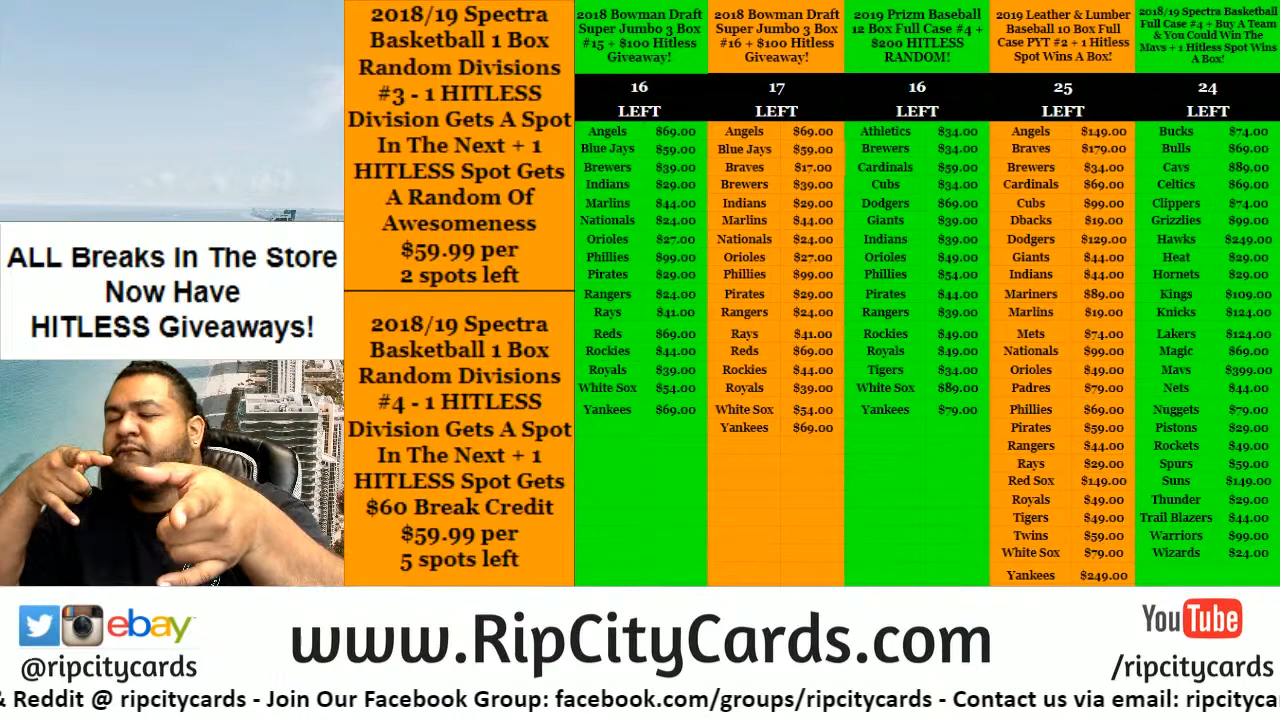 ALL Breaks In The Store
Now Have
HITLESS Giveaways!
2018/19 Spectra
Basketball 1 Box
Random Divisions
#3 - 1 HITLESS
Division Gets A Spot
In The Next + 1
HITLESS Spot Gets
A Random Of
Awesomeness
$59.99 per
2 spots left
2018/19 Spectra
Basketball 1 Box
Random Divisions
#4 - 1 HITLESS
Division Gets A Spot
In The Next + 1
HITLESS Spot Gets
$60 Break Credit
$59.99 per
5 spots left
2018 Bowman Draft
Super Jumbo 3 Box
#15 + $100 Hitless
Giveaway!
16
LEFT
Angels $69.00
Blue Jays $59.00
Brewers $39.00
Indians $29.00
Marlins $44.00
Nationals $24.00
Orioles $27.00
Phillies $99.00
Pirates $29.00
Rangers $24.00
Rays $41.00
Reds $69.00
Rockies $44.00
Royals $39.00
White Sox $54.00
Yankees $69.00
2018 Bowman Draft
Super Jumbo 3 Box
#16 + $100 Hitless
Giveaway!
17
LEFT
Angels $69.00
Blue Jays $59.00
Braves $17.00
Brewers $39.00
Indians $29.00
Marlins $44.00
Nationals $24.00
Orioles $27.00
Phillies $99.00
Pirates $29.00
Rangers $24.00
Rays $41.00
Reds $69.00
Rockies $44.00
Royals $39.00
White Sox $54.00
Yankees $69.00
2019 Prizm Baseball
12 Box Full Case #4 +
$200 HITLESS
RANDOM!
16
LEFT
Athletics $34.00
Brewers $34.00
Cardinals $59.00
Cubs $34.00
Dodgers $69.00
Giants $39.00
Indians $39.00
Orioles $49.00
Phillies $54.00
Pirates $44.00
Rangers $39.00
Rockies $49.00
Royals $49.00
Tigers $34.00
White Sox $89.00
Yankees $79.00
2019 Leather & Lumber
Baseball 10 Box Full
Case PYT #2 + 1 Hitless
Spot Wins A Box!
25
LEFT
Angels $149.00
Braves $179.00
Brewers $34.00
Cardinals $69.00
Cubs $99.00
Dbacks $19.00
Dodgers $129.00
Giants $44.00
Indians $44.00
Mariners $89.00
Marlins $19.00
Mets $74.00
Nationals $99.00
Orioles $49.00
Padres $79.00
Phillies $69.00
Pirates $59.00
Rangers $44.00
Rays $29.00
Red Sox $149.00
Royals $49.00
Tigers $49.00
Twins $59.00
White Sox $79.00
Yankees $249.00
2018/19 Spectra Basketball
Full Case #4 + Buy A Team
& You Could Win The
Mavs + 1 Hitless Spot Wins
A Box!
24
LEFT
Bucks $74.00
Bulls $69.00
Cavs $89.00
Celtics $69.00
Clippers $74.00
Grizzlies $99.00
Hawks $249.00
Heat $29.00
Hornets $29.00
Kings $109.00
Knicks $124.00
Lakers $124.00
Magic $69.00
Mavs $399.00
Nets $44.00
Nuggets $79.00
Pistons $29.00
Rockets $49.00
Spurs $59.00
Suns $149.00
Thunder $29.00
Trail Blazers $44.00
Warriors $99.00
Wizards $24.00
ebay
@ripcitycards
www.RipCityCards.com
YouTube
/ripcitycards
& Reddit @ ripcitycards - Join Our Facebook Group: facebook.com/groups/ripcitycards - Contact us via email: ripcityca